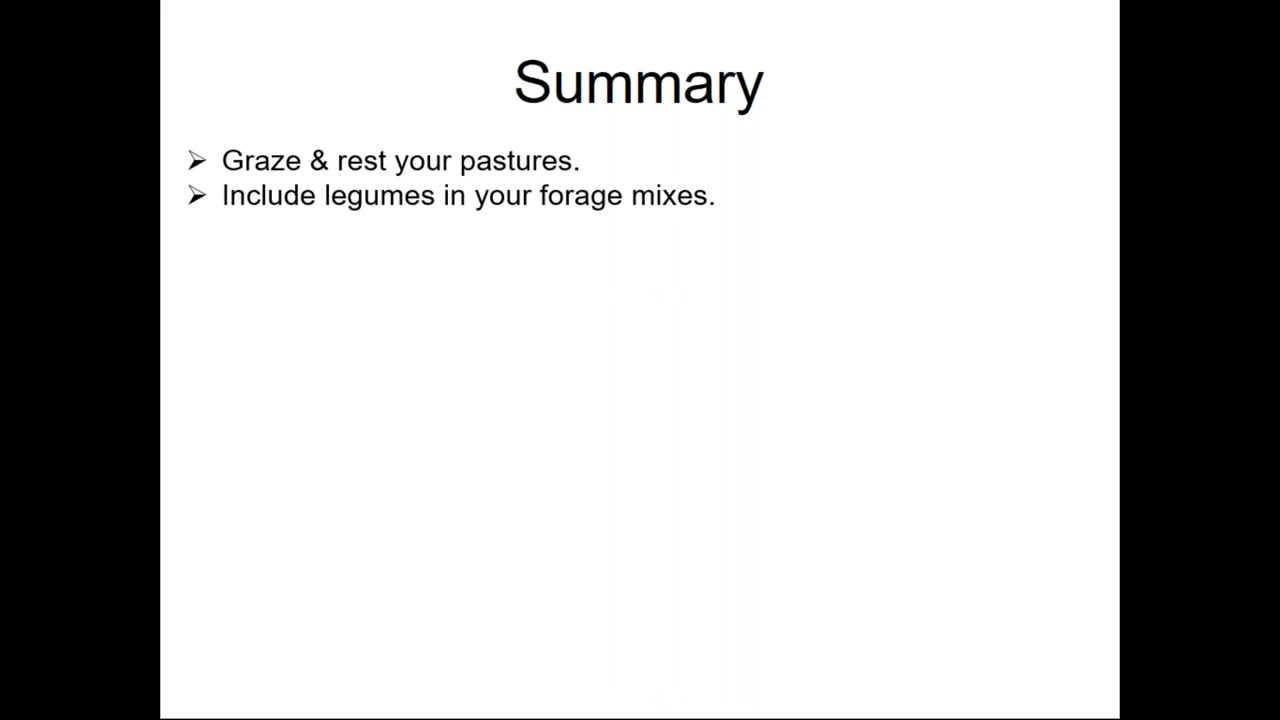 Summary
➢ Graze & rest your pastures.
➢ Include legumes in your forage mixes.